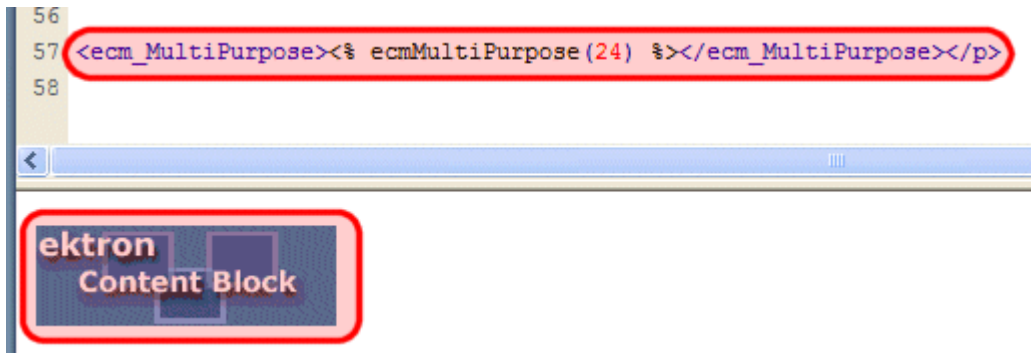 56
57 <ecm_MultiPurpose><% ecmMultiPurpose(24) %></ecm_MultiPurpose></p>
58
ektron
Content Block